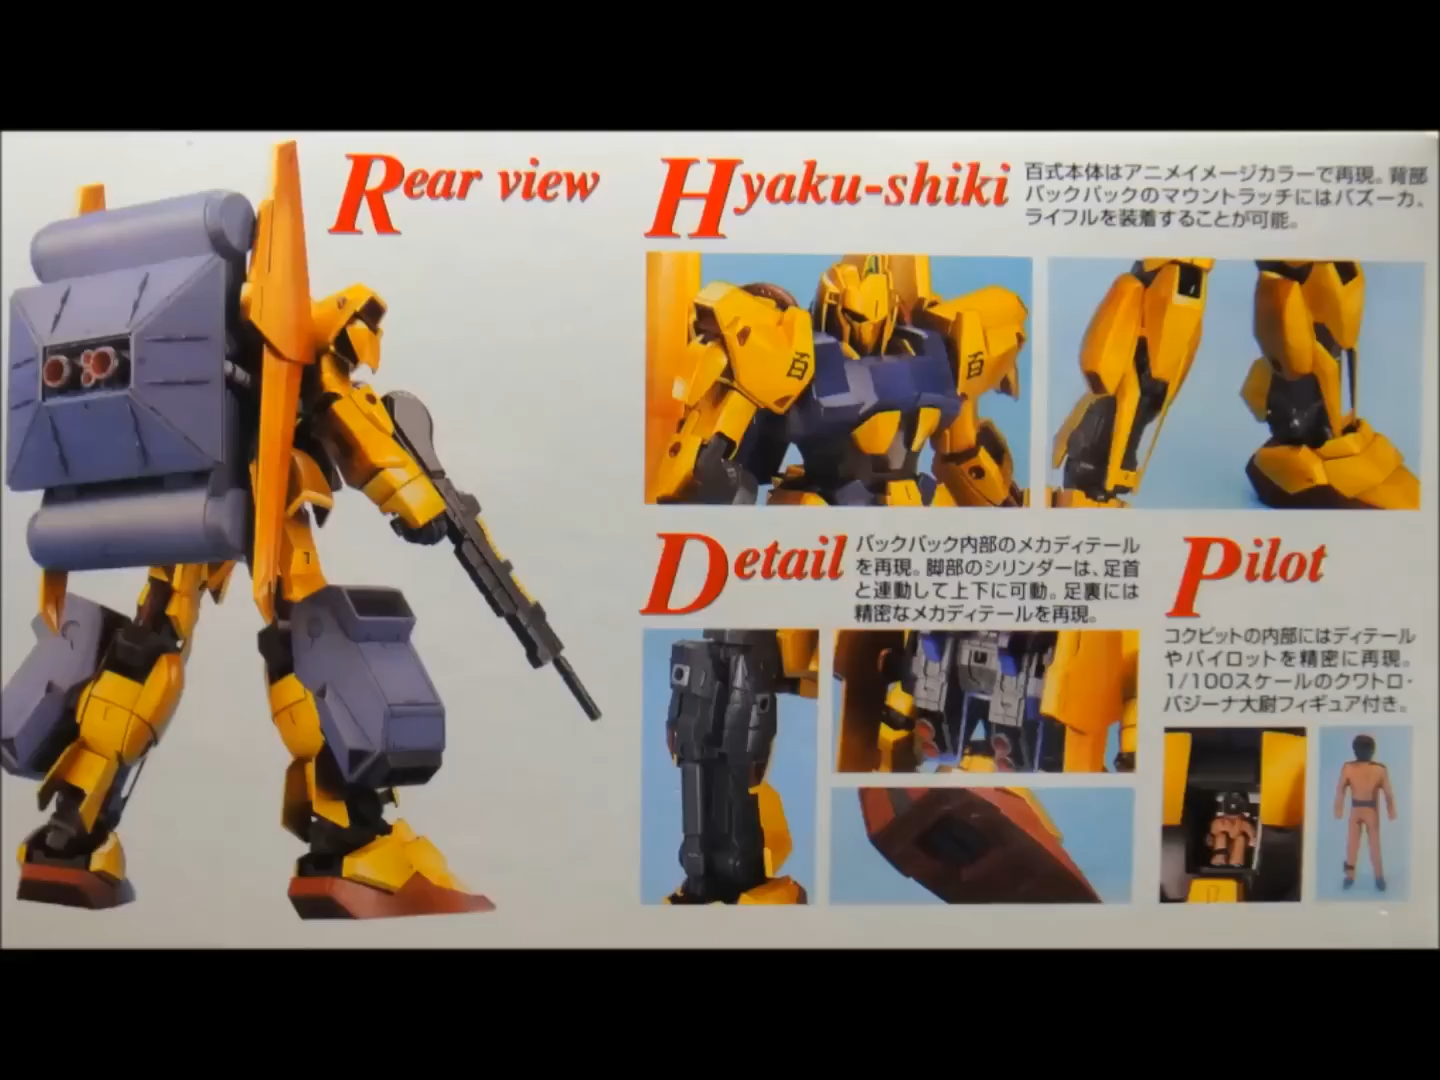 Rear view
Hyaku-shiki
百式本体はアニメイメージカラーで再現。背部
バックパックのマウントラッチにはバズーカ、
ライフルを装着することが可能。
百
百
Detail
バックパック内部のメカディテール
を再現。脚部のシリンダーは、足首
と連動して上下に可動。足裏には
精密なメカディテールを再現。
Pilot
コクピットの内部にはディテール
やパイロットを精密に再現。
1/100スケールのクワトロ・
バジーナ大尉フィギュア付き。